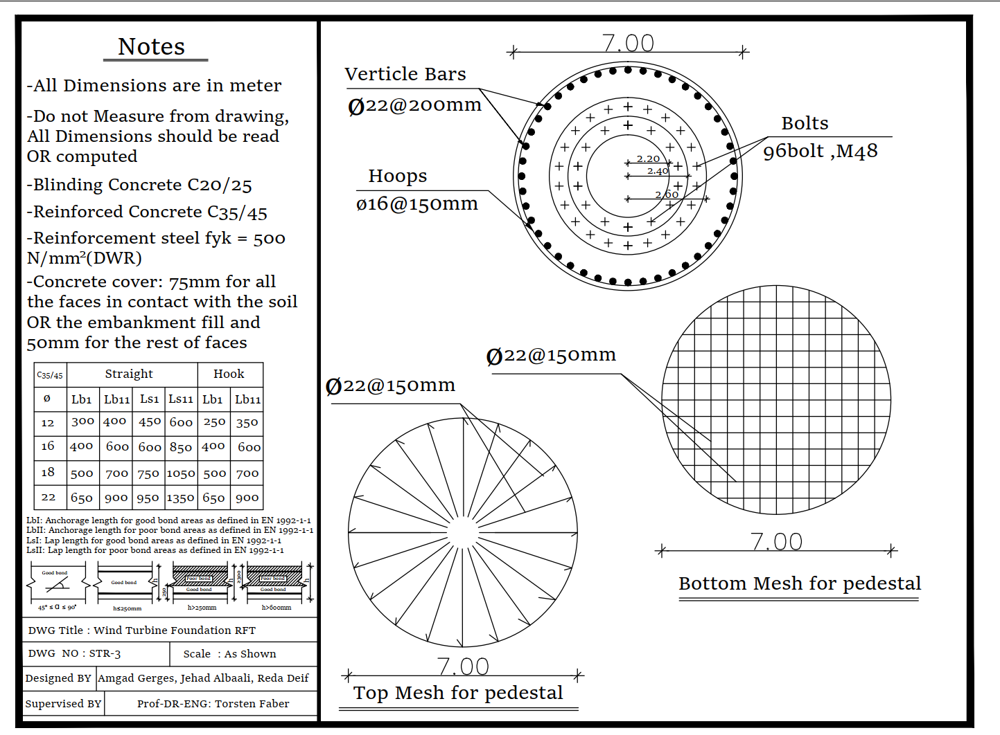 Notes
-All Dimensions are in meter
-Do not Measure from drawing,
All Dimensions should be read
OR computed
-Blinding Concrete C20/25
-Reinforced Concrete C35/45
-Reinforcement steel fyk = 500
N/mm²(DWR)
-Concrete cover: 75mm for all
the faces in contact with the soil
OR the embankment fill and
50mm for the rest of faces
C35/45 Straight Hook
ø Lb1 Lb11 Ls1 Ls11 Lb1 Lb11
12 300 400 450 600 250 350
16 400 600 600 850 400 600
18 500 700 750 1050 500 700
22 650 900 950 1350 650 900
LbI: Anchorage length for good bond areas as defined in EN 1992-1-1
LbII: Anchorage length for poor bond areas as defined in EN 1992-1-1
LsI: Lap length for good bond areas as defined in EN 1992-1-1
LsII: Lap length for poor bond areas as defined in EN 1992-1-1
Good bond
45° ≤ α ≤ 90°
Good bond
h
h≤250mm
Poor bond
Good bond
250
h
h>250mm
Poor bond
Good bond
≥300
h
h>600mm
DWG Title : Wind Turbine Foundation RFT
DWG NO : STR-3
Scale : As Shown
Designed BY
Amgad Gerges, Jehad Albaali, Reda Deif
Supervised BY
Prof-DR-ENG: Torsten Faber
7.00
Verticle Bars
Ø22@200mm
Hoops
ø16@150mm
Bolts
96bolt ,M48
2.20
2.40
2.60
Ø22@150mm
7.00
Bottom Mesh for pedestal
Ø22@150mm
7.00
Top Mesh for pedestal